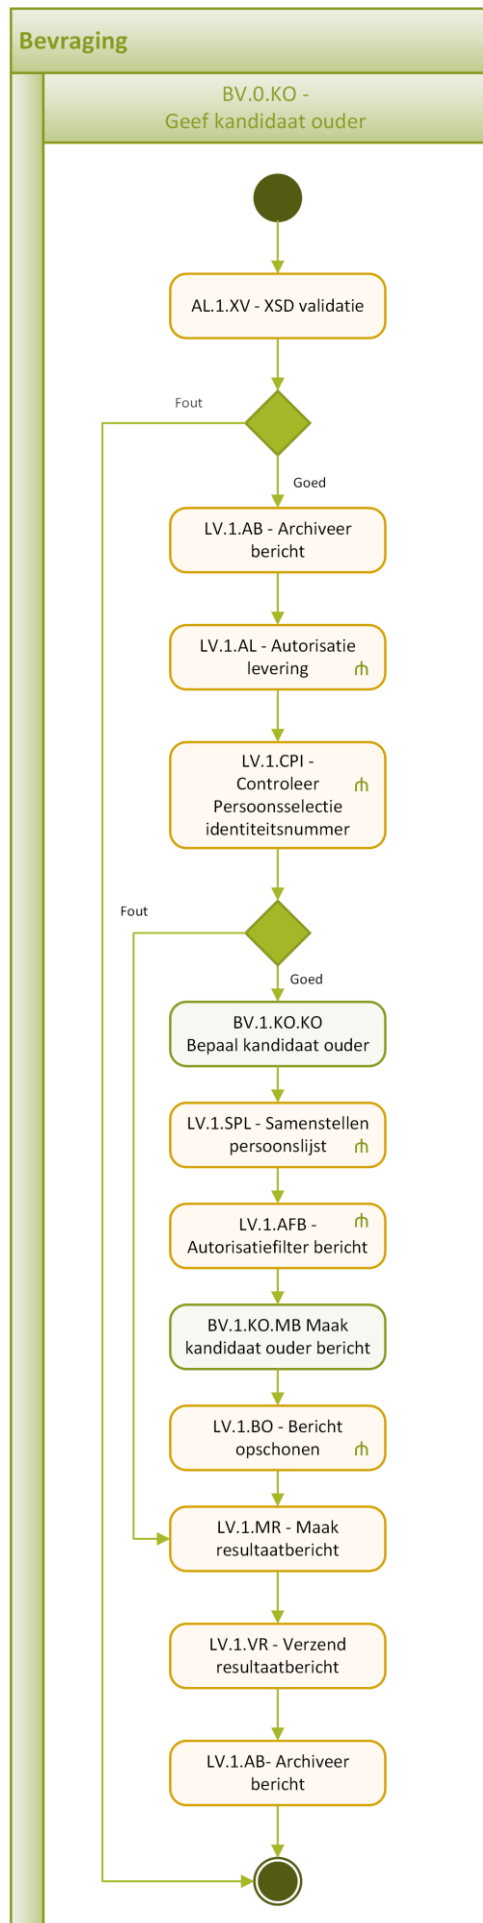 Bevraging
BV.0.KO -
Geef kandidaat ouder
AL.1.XV - XSD validatie
Fout
Goed
LV.1.AB - Archiveer
bericht
LV.1.AL - Autorisatie
levering
LV.1.CPI -
Controleer
Persoonsselectie
identiteitsnummer
Fout
Goed
BV.1.KO.KO
Bepaal kandidaat ouder
LV.1.SPL - Samenstellen
persoonslijst
LV.1.AFB -
Autorisatiefilter bericht
BV.1.KO.MB Maak
kandidaat ouder bericht
LV.1.BO - Bericht
opschonen
LV.1.MR - Maak
resultaatbericht
LV.1.VR - Verzend
resultaatbericht
LV.1.AB- Archiveer
bericht